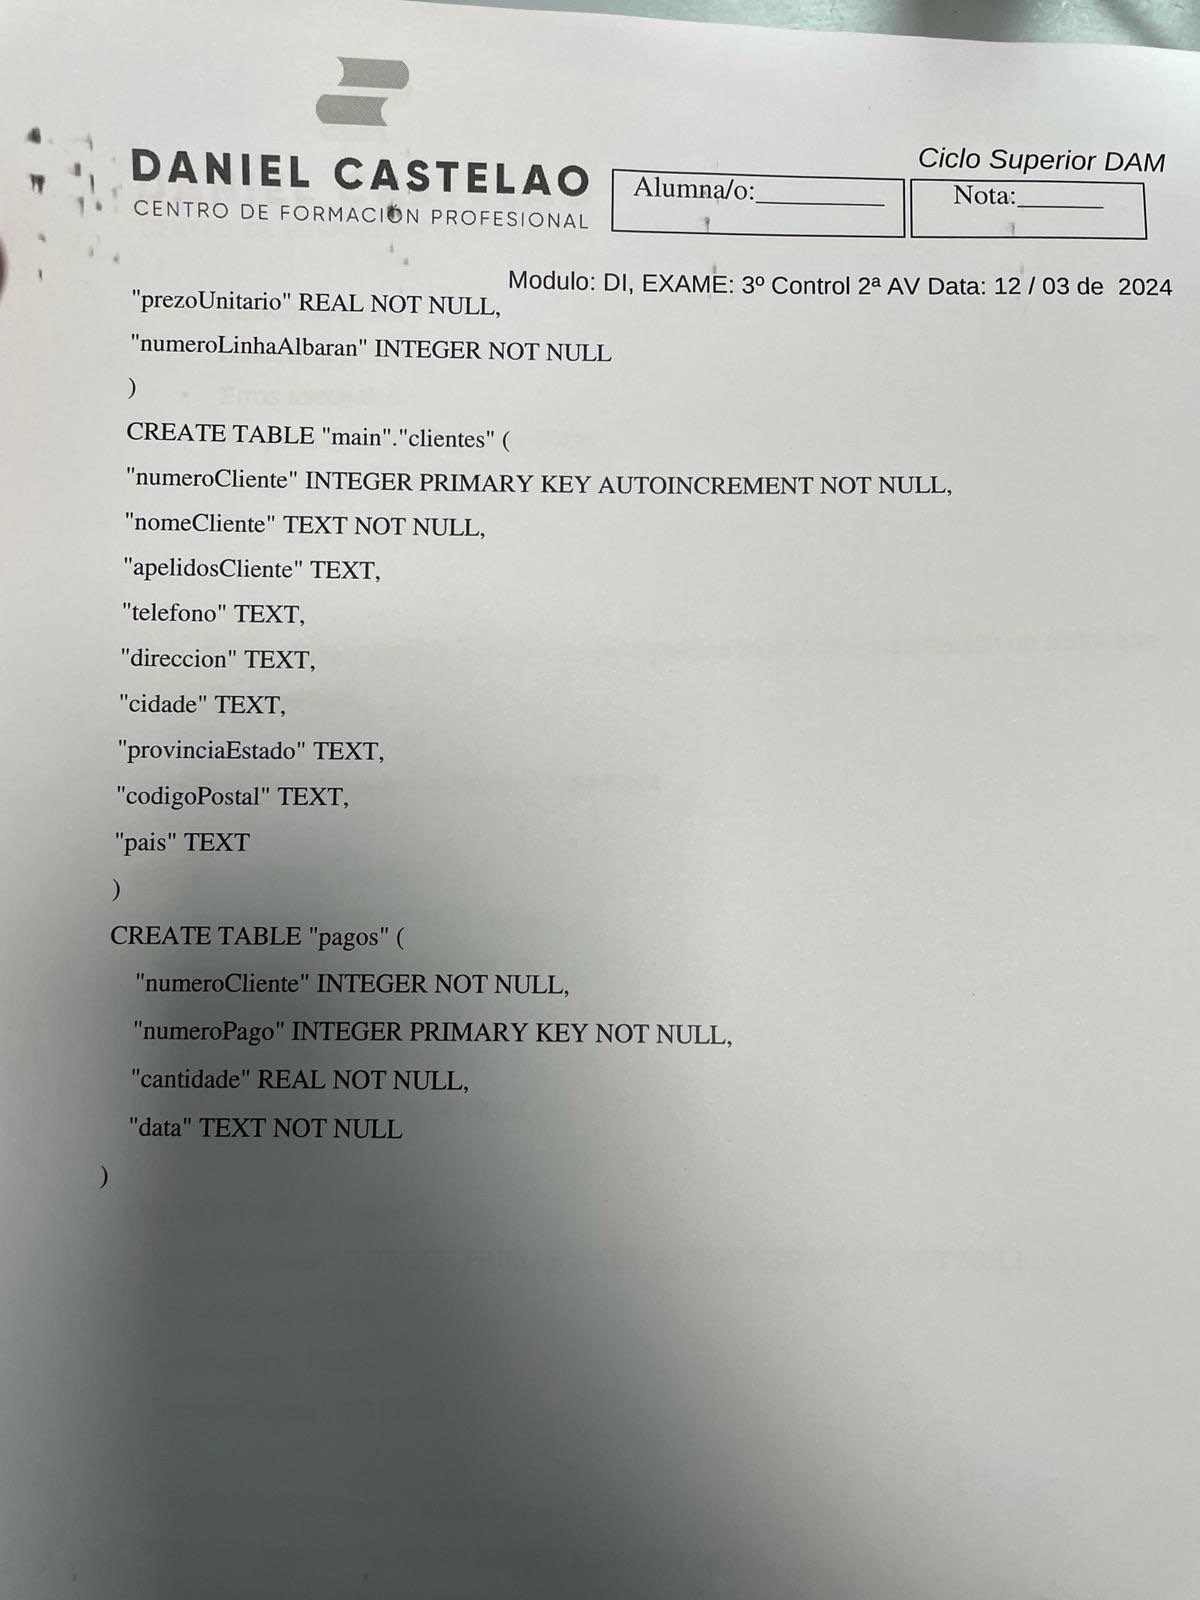 DANIEL CASTELAO
CENTRO DE FORMACIÓN PROFESIONAL
Ciclo Superior DAM
Alumna/o:__________
Nota:______
Modulo: DI, EXAME: 3º Control 2ª AV Data: 12 / 03 de 2024
"prezoUnitario" REAL NOT NULL,
"numeroLinhaAlbaran" INTEGER NOT NULL
)
CREATE TABLE "main"."clientes" (
"numeroCliente" INTEGER PRIMARY KEY AUTOINCREMENT NOT NULL,
"nomeCliente" TEXT NOT NULL,
"apelidosCliente" TEXT,
"telefono" TEXT,
"direccion" TEXT,
"cidade" TEXT,
"provinciaEstado" TEXT,
"codigoPostal" TEXT,
"pais" TEXT
)
CREATE TABLE "pagos" (
"numeroCliente" INTEGER NOT NULL,
"numeroPago" INTEGER PRIMARY KEY NOT NULL,
"cantidade" REAL NOT NULL,
"data" TEXT NOT NULL
)